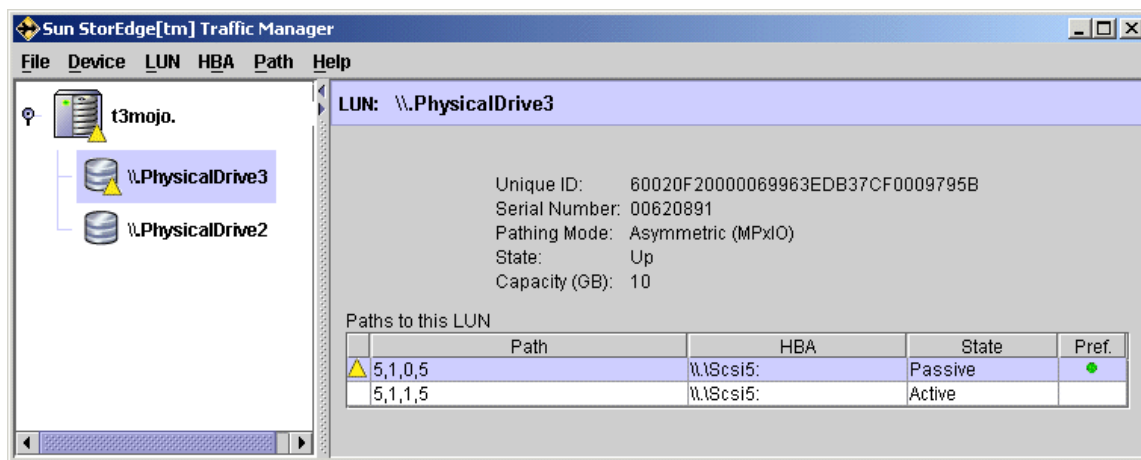 Sun StorEdge[tm] Traffic Manager
File Device LUN HBA Path Help
t3mojo.
\\.PhysicalDrive3
\\.PhysicalDrive2
LUN: \\.PhysicalDrive3
Unique ID: 60020F20000069963EDB37CF0009795B
Serial Number: 00620891
Pathing Mode: Asymmetric (MPxIO)
State: Up
Capacity (GB): 10
Paths to this LUN
Path HBA State Pref.
5,1,0,5 \\.\Scsi5: Passive
5,1,1,5 \\.\Scsi5: Active